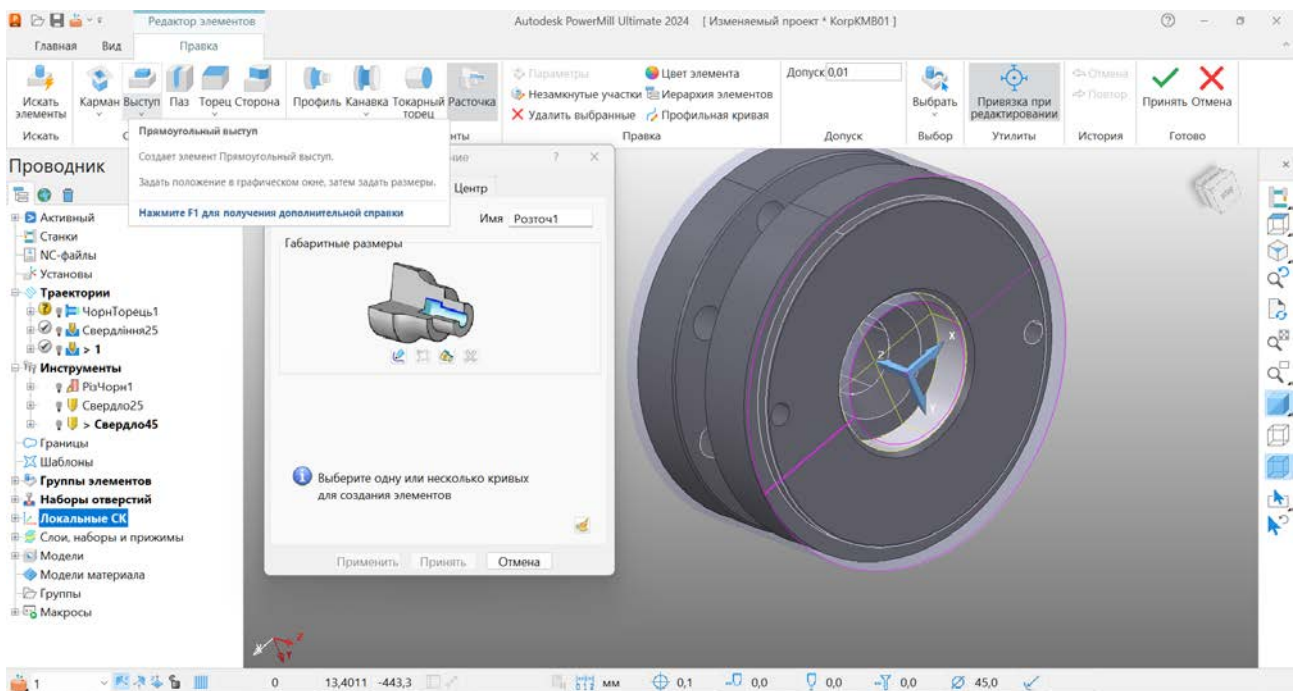 Редактор элементов
Autodesk PowerMill Ultimate 2024 [ Изменяемый проект * KorpKMB01 ]
Главная Вид Правка
Искать элементы
Карман Выступ Паз Торец Сторона
Профиль Канавка Токарный торец Расточка
Параметры
Незамкнутые участки
Удалить выбранные
Цвет элемента
Иерархия элементов
Профильная кривая
Допуск 0,01
Выбрать
Привязка при редактировании
Отмена
Повтор
Принять Отмена
Искать
Правка Допуск Выбор Утилиты История Готово
Прямоугольный выступ
Создает элемент Прямоугольный выступ.
Задать положение в графическом окне, затем задать размеры.
Нажмите F1 для получения дополнительной справки
Проводник
Активный
Станки
NC-файлы
Установы
Траектории
ЧорнТорець1
Свердління25
> 1
Инструменты
РізЧорн1
Свердло25
> Свердло45
Границы
Шаблоны
Группы элементов
Наборы отверстий
Локальные СК
Слои, наборы и прижимы
Модели
Модели материала
Группы
Макросы
Центр
Имя Розточ1
Габаритные размеры
Выберите одну или несколько кривых
для создания элементов
Применить Принять Отмена
Z
X
Y
X
Z
Y
1 0 13,4011 -443,3 мм 0,1 0,0 0,0 0,0 45,0